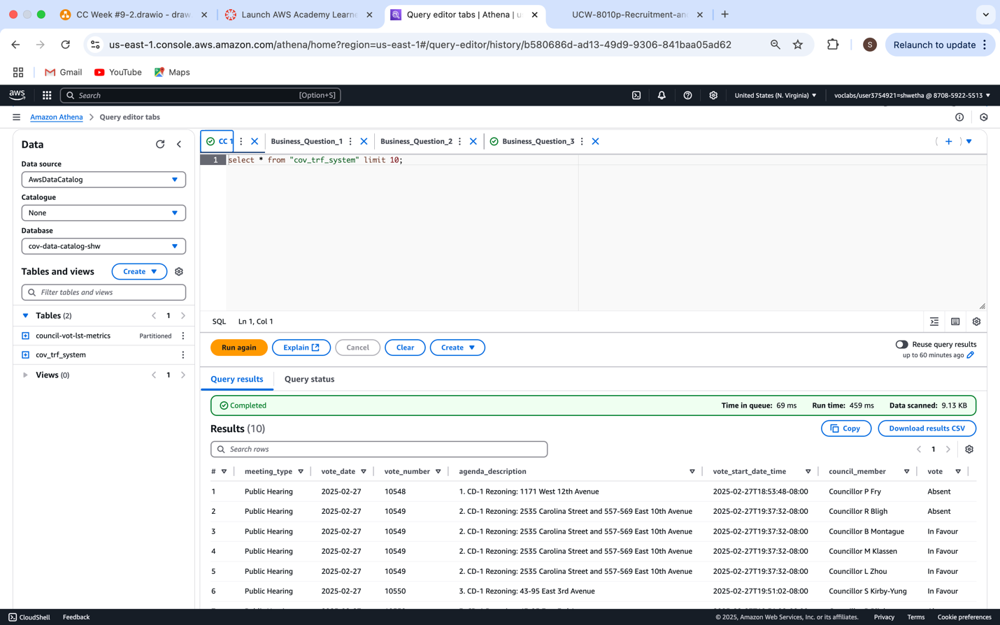 CC Week #9-2.drawio - draw
Launch AWS Academy Learne
Query editor tabs | Athena | u
UCW-8010p-Recruitment-an
us-east-1.console.aws.amazon.com/athena/home?region=us-east-1#/query-editor/history/b580686d-ad13-49d9-9306-841baa05ad62
S
Relaunch to update
Gmail
YouTube
Maps
aws
Search
[Option+S]
United States (N. Virginia)
voclabs/user3754921=shwetha @ 8708-5922-5513
Amazon Athena
Query editor tabs
Data
Data source
AwsDataCatalog
Catalogue
None
Database
cov-data-catalog-shw
Tables and views
Create
Filter tables and views
Tables (2)
1
council-vot-lst-metrics
Partitioned
cov_trf_system
Views (0)
1
CC 1
Business_Question_1
Business_Question_2
Business_Question_3
1 select * from "cov_trf_system" limit 10;
SQL Ln 1, Col 1
Run again
Explain
Cancel
Clear
Create
Reuse query results
up to 60 minutes ago
Query results
Query status
Completed
Time in queue: 69 ms
Run time: 459 ms
Data scanned: 9.13 KB
Results (10)
Copy
Download results CSV
Search rows
1
# meeting_type vote_date vote_number agenda_description vote_start_date_time council_member vote
1 Public Hearing 2025-02-27 10548 1. CD-1 Rezoning: 1171 West 12th Avenue 2025-02-27T18:53:48-08:00 Councillor P Fry Absent
2 Public Hearing 2025-02-27 10549 2. CD-1 Rezoning: 2535 Carolina Street and 557-569 East 10th Avenue 2025-02-27T19:37:32-08:00 Councillor R Bligh Absent
3 Public Hearing 2025-02-27 10549 2. CD-1 Rezoning: 2535 Carolina Street and 557-569 East 10th Avenue 2025-02-27T19:37:32-08:00 Councillor B Montague In Favour
4 Public Hearing 2025-02-27 10549 2. CD-1 Rezoning: 2535 Carolina Street and 557-569 East 10th Avenue 2025-02-27T19:37:32-08:00 Councillor M Klassen In Favour
5 Public Hearing 2025-02-27 10549 2. CD-1 Rezoning: 2535 Carolina Street and 557-569 East 10th Avenue 2025-02-27T19:37:32-08:00 Councillor L Zhou In Favour
6 Public Hearing 2025-02-27 10550 3. CD-1 Rezoning: 43-95 East 3rd Avenue 2025-02-27T19:51:02-08:00 Councillor S Kirby-Yung In Favour
CloudShell
Feedback
© 2025, Amazon Web Services, Inc. or its affiliates.
Privacy
Terms
Cookie preferences